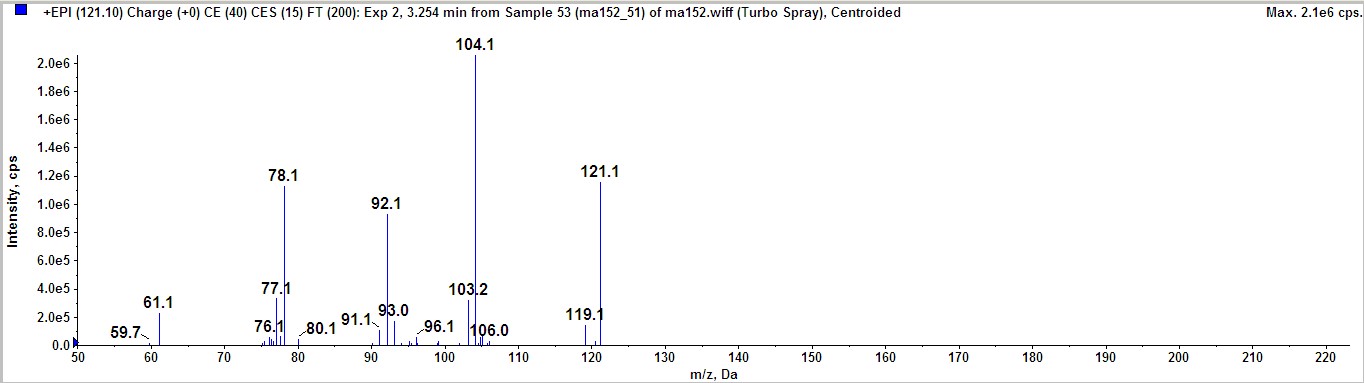 +EPI (121.10) Charge (+0) CE (40) CES (15) FT (200): Exp 2, 3.254 min from Sample 53 (ma152_51) of ma152.wiff (Turbo Spray), Centroided
Max. 2.1e6 cps.
104.1
2.0e6
1.8e6
1.6e6
1.4e6
1.2e6
1.0e6
8.0e5
6.0e5
4.0e5
2.0e5
0.0
Intensity, cps
78.1
121.1
92.1
77.1
103.2
61.1
93.0
119.1
59.7
76.1
80.1
91.1
96.1
106.0
50 60 70 80 90 100 110 120 130 140 150 160 170 180 190 200 210 220
m/z, Da